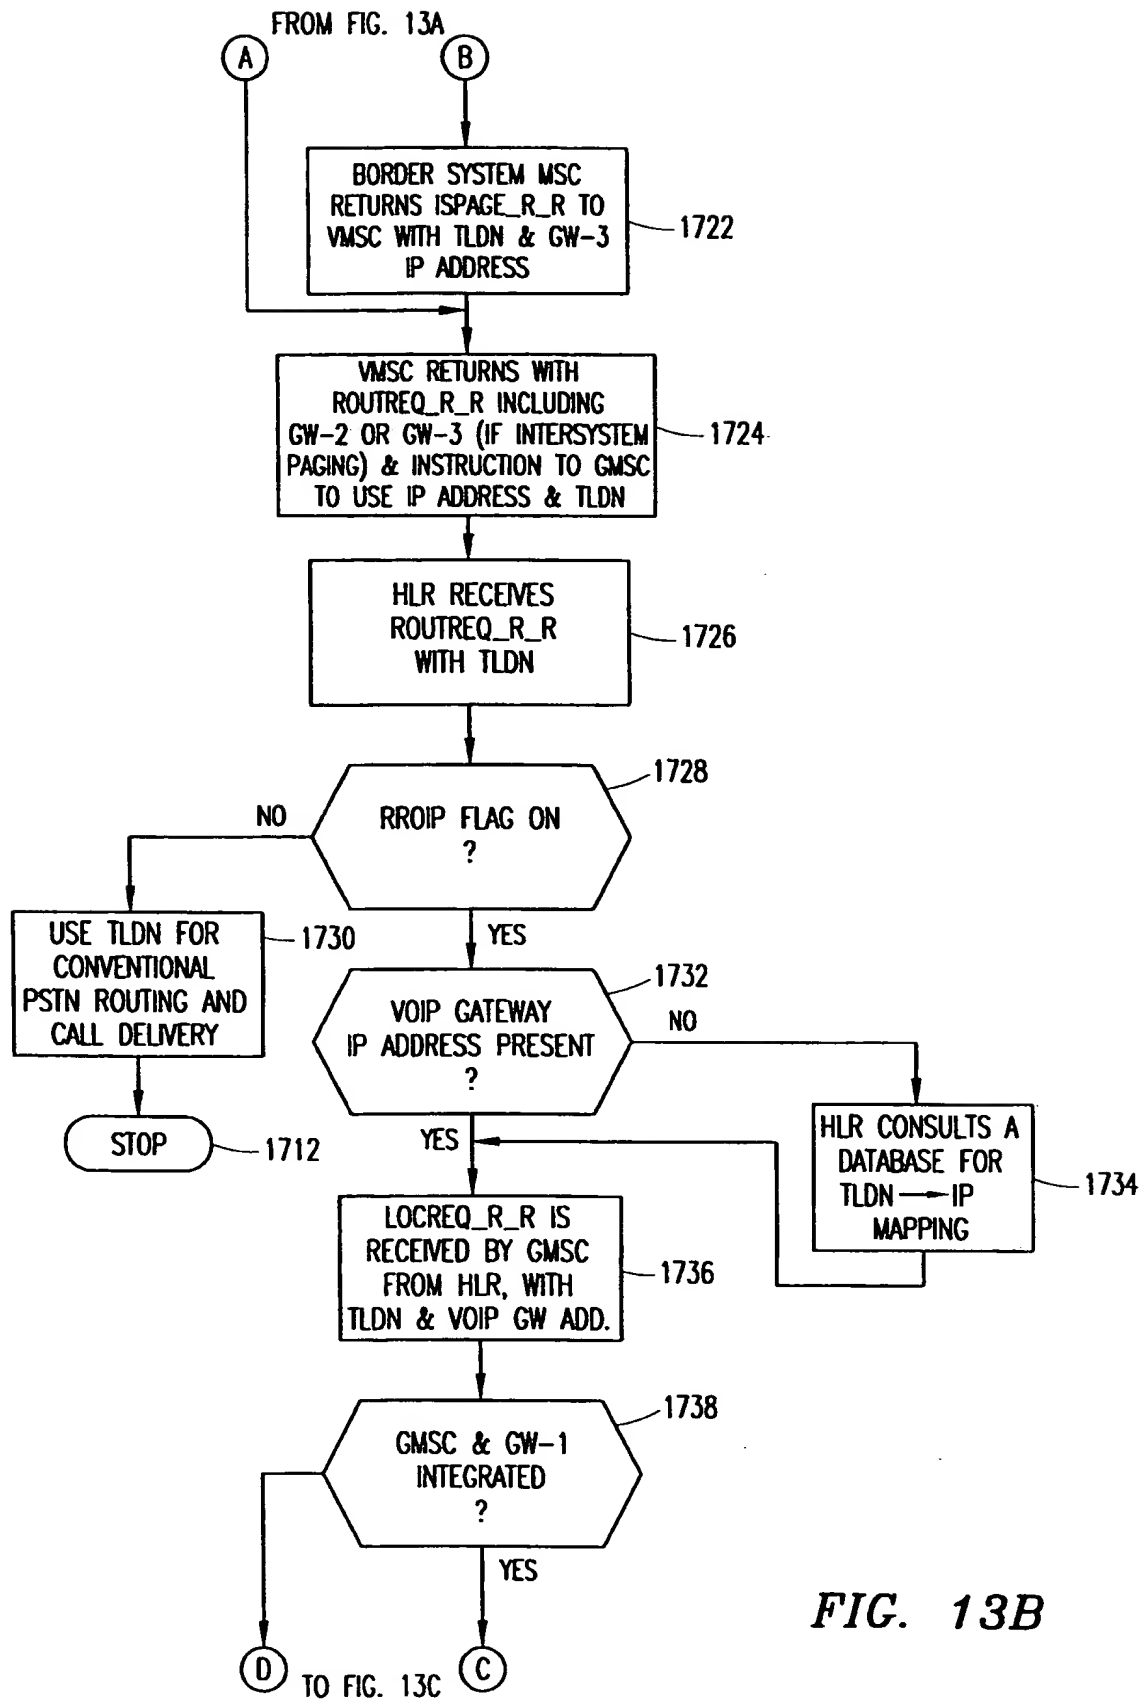 FROM FIG. 13A
A
B
BORDER SYSTEM MSC
RETURNS ISPAGE_R_R TO
VMSC WITH TLDN & GW-3
IP ADDRESS
1722
VMSC RETURNS WITH
ROUTREQ_R_R INCLUDING
GW-2 OR GW-3 (IF INTERSYSTEM
PAGING) & INSTRUCTION TO GMSC
TO USE IP ADDRESS & TLDN
1724
HLR RECEIVES
ROUTREQ_R_R
WITH TLDN
1726
RROIP FLAG ON
?
1728
NO
YES
USE TLDN FOR
CONVENTIONAL
PSTN ROUTING AND
CALL DELIVERY
1730
STOP
1712
VOIP GATEWAY
IP ADDRESS PRESENT
?
1732
NO
YES
HLR CONSULTS A
DATABASE FOR
TLDN → IP
MAPPING
1734
LOCREQ_R_R IS
RECEIVED BY GMSC
FROM HLR, WITH
TLDN & VOIP GW ADD.
1736
GMSC & GW-1
INTEGRATED
?
1738
YES
D
TO FIG. 13C
C
FIG. 13B